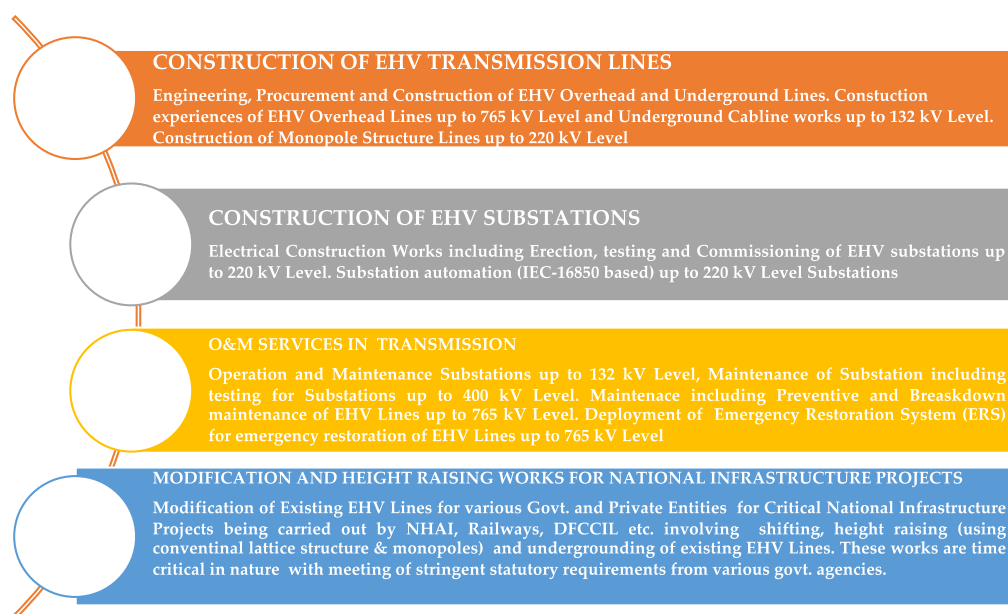 CONSTRUCTION OF EHV TRANSMISSION LINES
Engineering, Procurement and Construction of EHV Overhead and Underground Lines. Constuction
experiences of EHV Overhead Lines up to 765 kV Level and Underground Cabline works up to 132 kV Level.
Construction of Monopole Structure Lines up to 220 kV Level
CONSTRUCTION OF EHV SUBSTATIONS
Electrical Construction Works including Erection, testing and Commissioning of EHV substations up
to 220 kV Level. Substation automation (IEC-16850 based) up to 220 kV Level Substations
O&M SERVICES IN TRANSMISSION
Operation and Maintenance Substations up to 132 kV Level, Maintenance of Substation including
testing for Substations up to 400 kV Level. Maintenace including Preventive and Breaskdown
maintenance of EHV Lines up to 765 kV Level. Deployment of Emergency Restoration System (ERS)
for emergency restoration of EHV Lines up to 765 kV Level
MODIFICATION AND HEIGHT RAISING WORKS FOR NATIONAL INFRASTRUCTURE PROJECTS
Modification of Existing EHV Lines for various Govt. and Private Entities for Critical National Infrastructure
Projects being carried out by NHAI, Railways, DFCCIL etc. involving shifting, height raising (using
conventinal lattice structure & monopoles) and undergrounding of existing EHV Lines. These works are time
critical in nature with meeting of stringent statutory requirements from various govt. agencies.